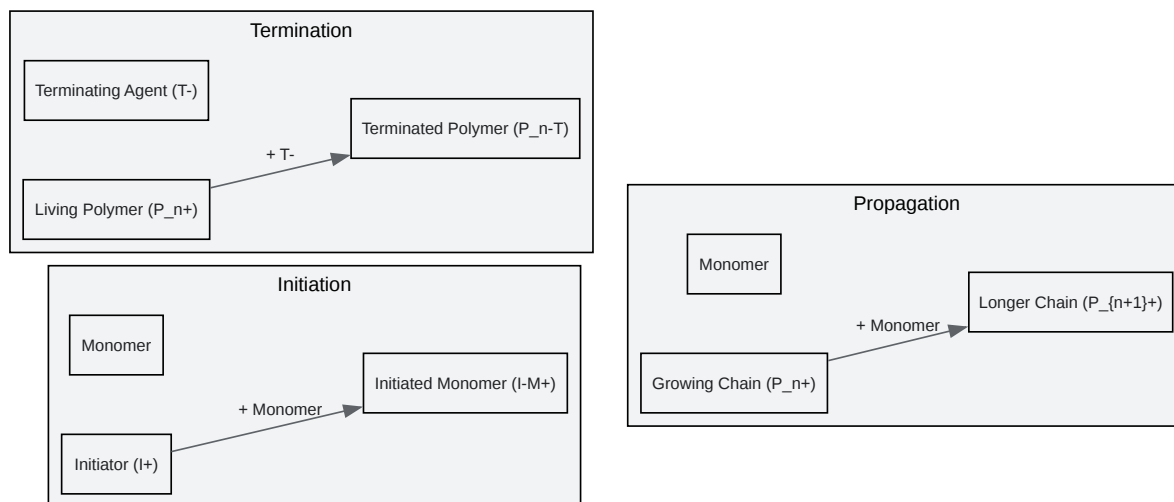 Termination
Terminating Agent (T-)
Terminated Polymer (P_n-T)
+ T-
Living Polymer (P_n+)
Initiation
Monomer
Initiated Monomer (I-M+)
+ Monomer
Initiator (I+)
Propagation
Monomer
Longer Chain (P_{n+1}+)
+ Monomer
Growing Chain (P_n+)